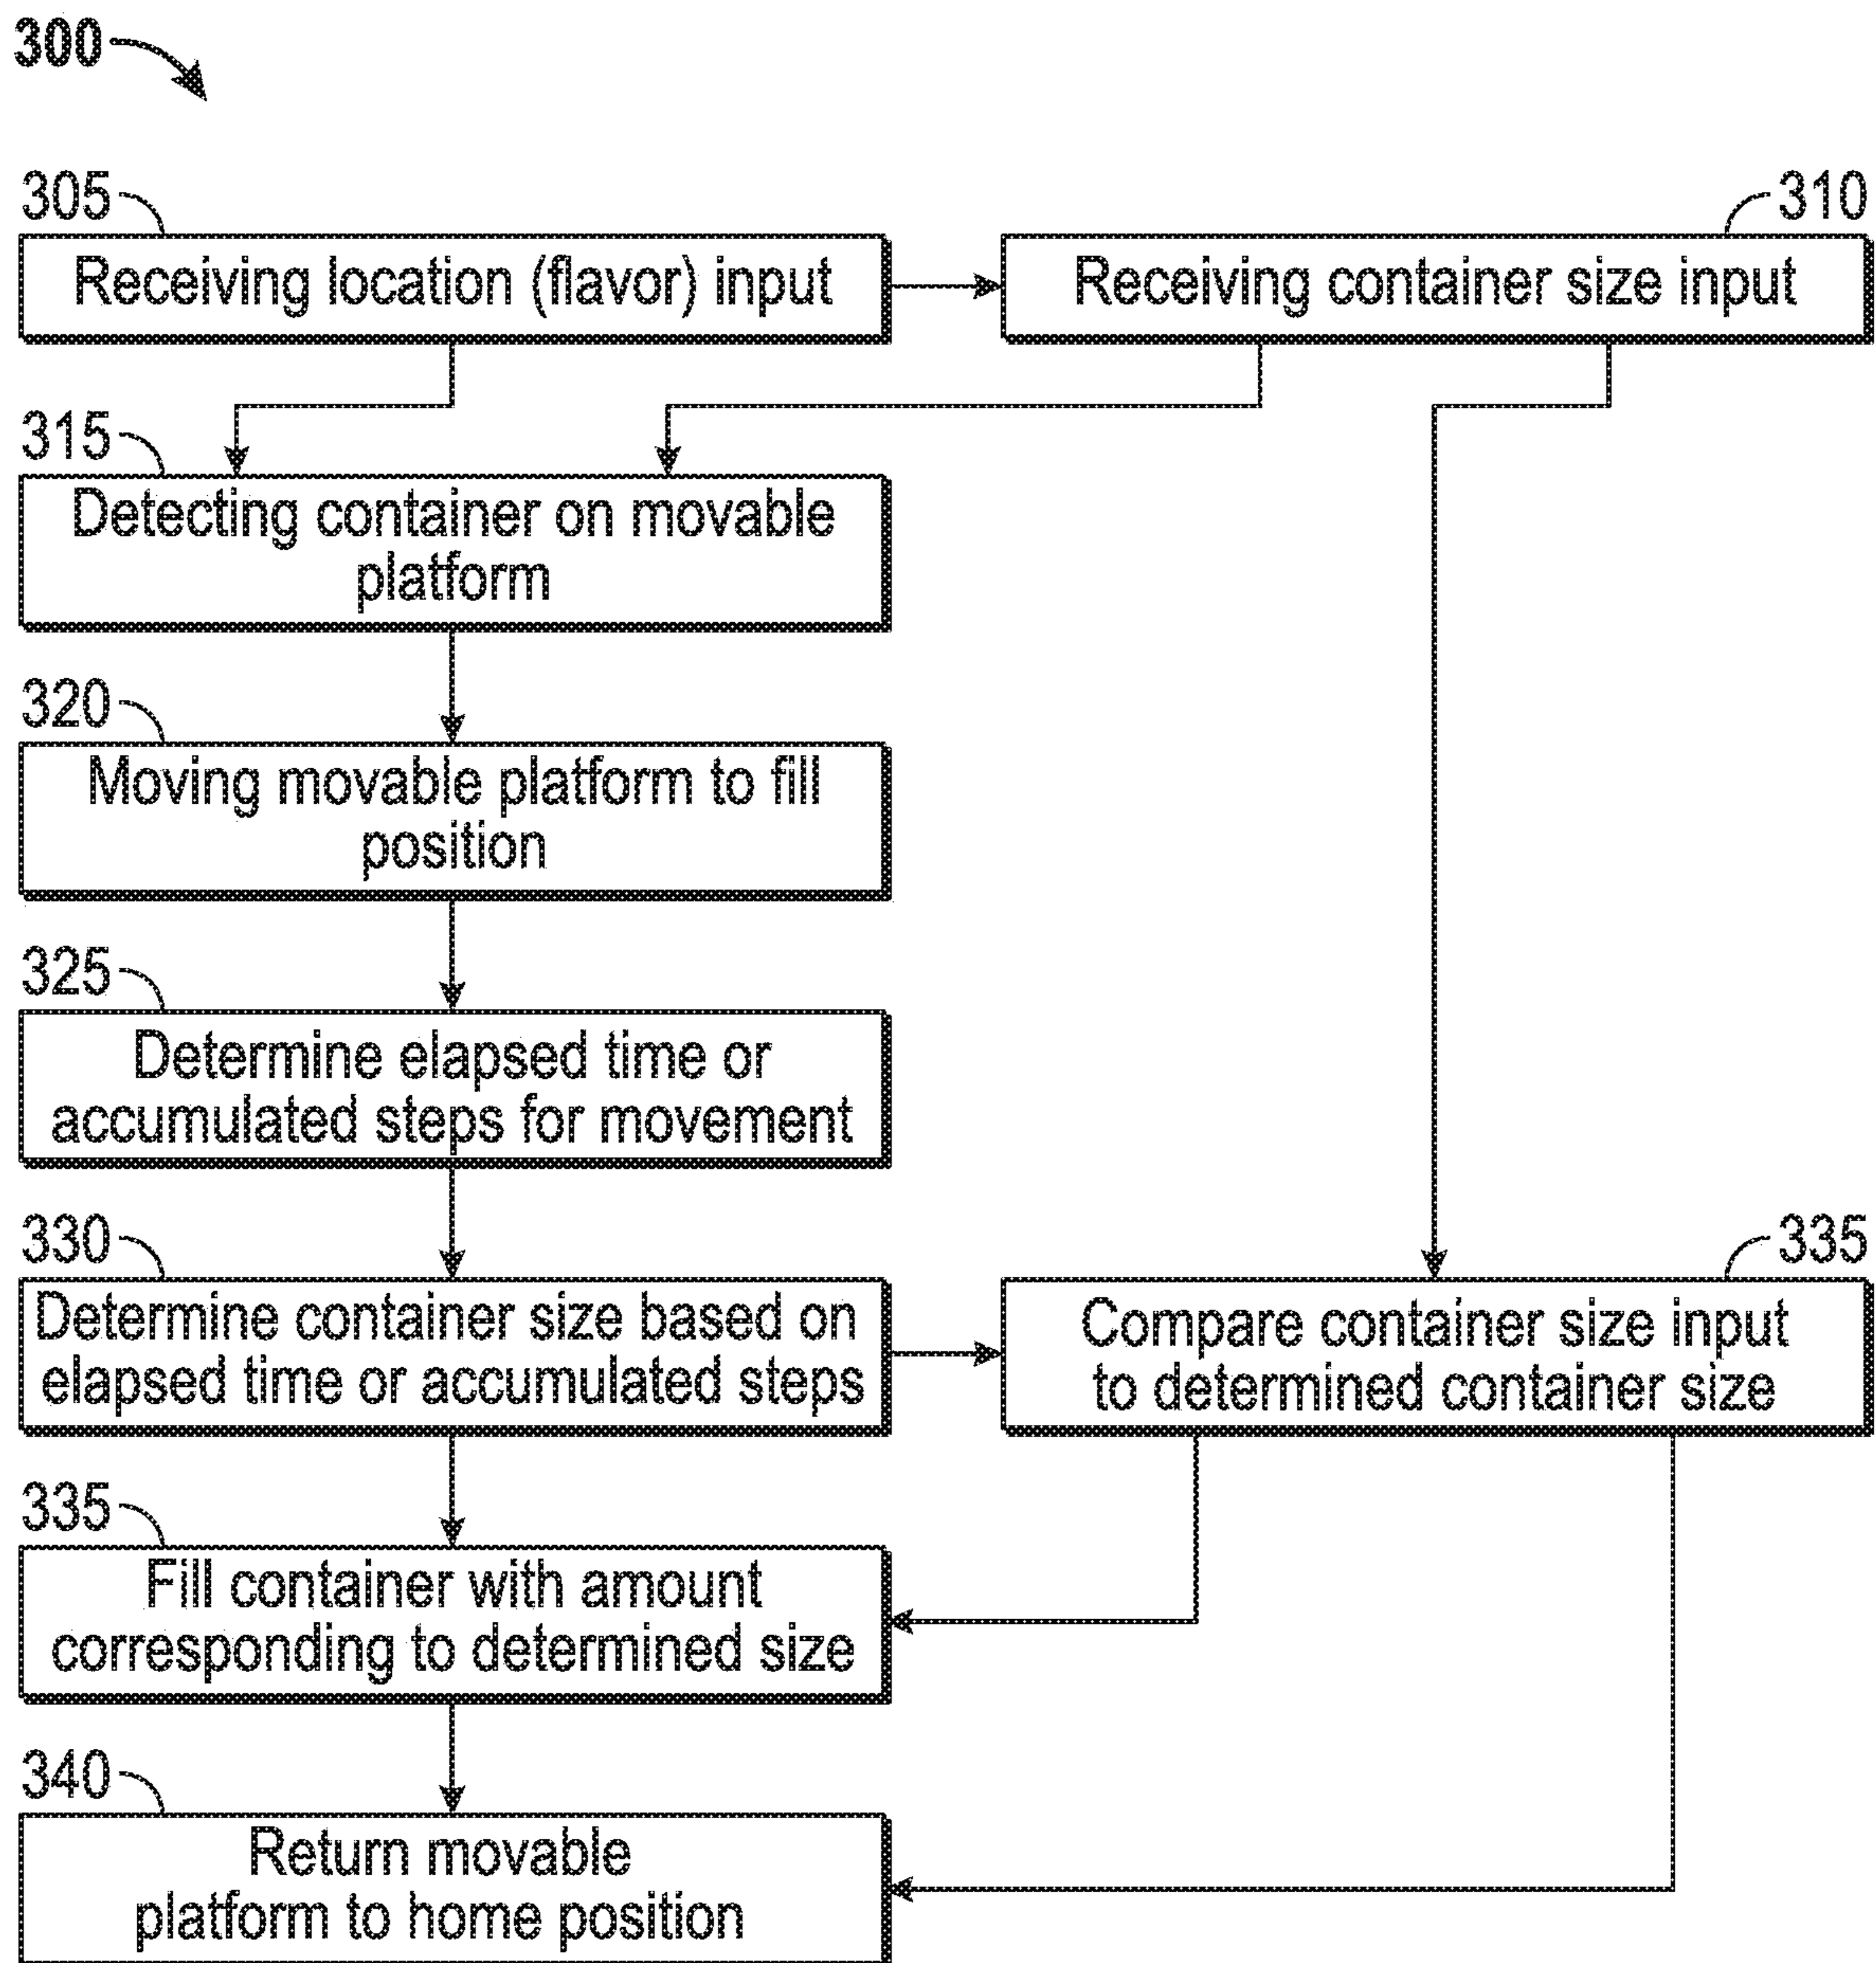 300
305
310
Receiving location (flavor) input
Receiving container size input
315
Detecting container on movable
platform
320
Moving movable platform to fill
position
325
Determine elapsed time or
accumulated steps for movement
330
335
Determine container size based on
elapsed time or accumulated steps
Compare container size input
to determined container size
335
Fill container with amount
corresponding to determined size
340
Return movable
platform to home position